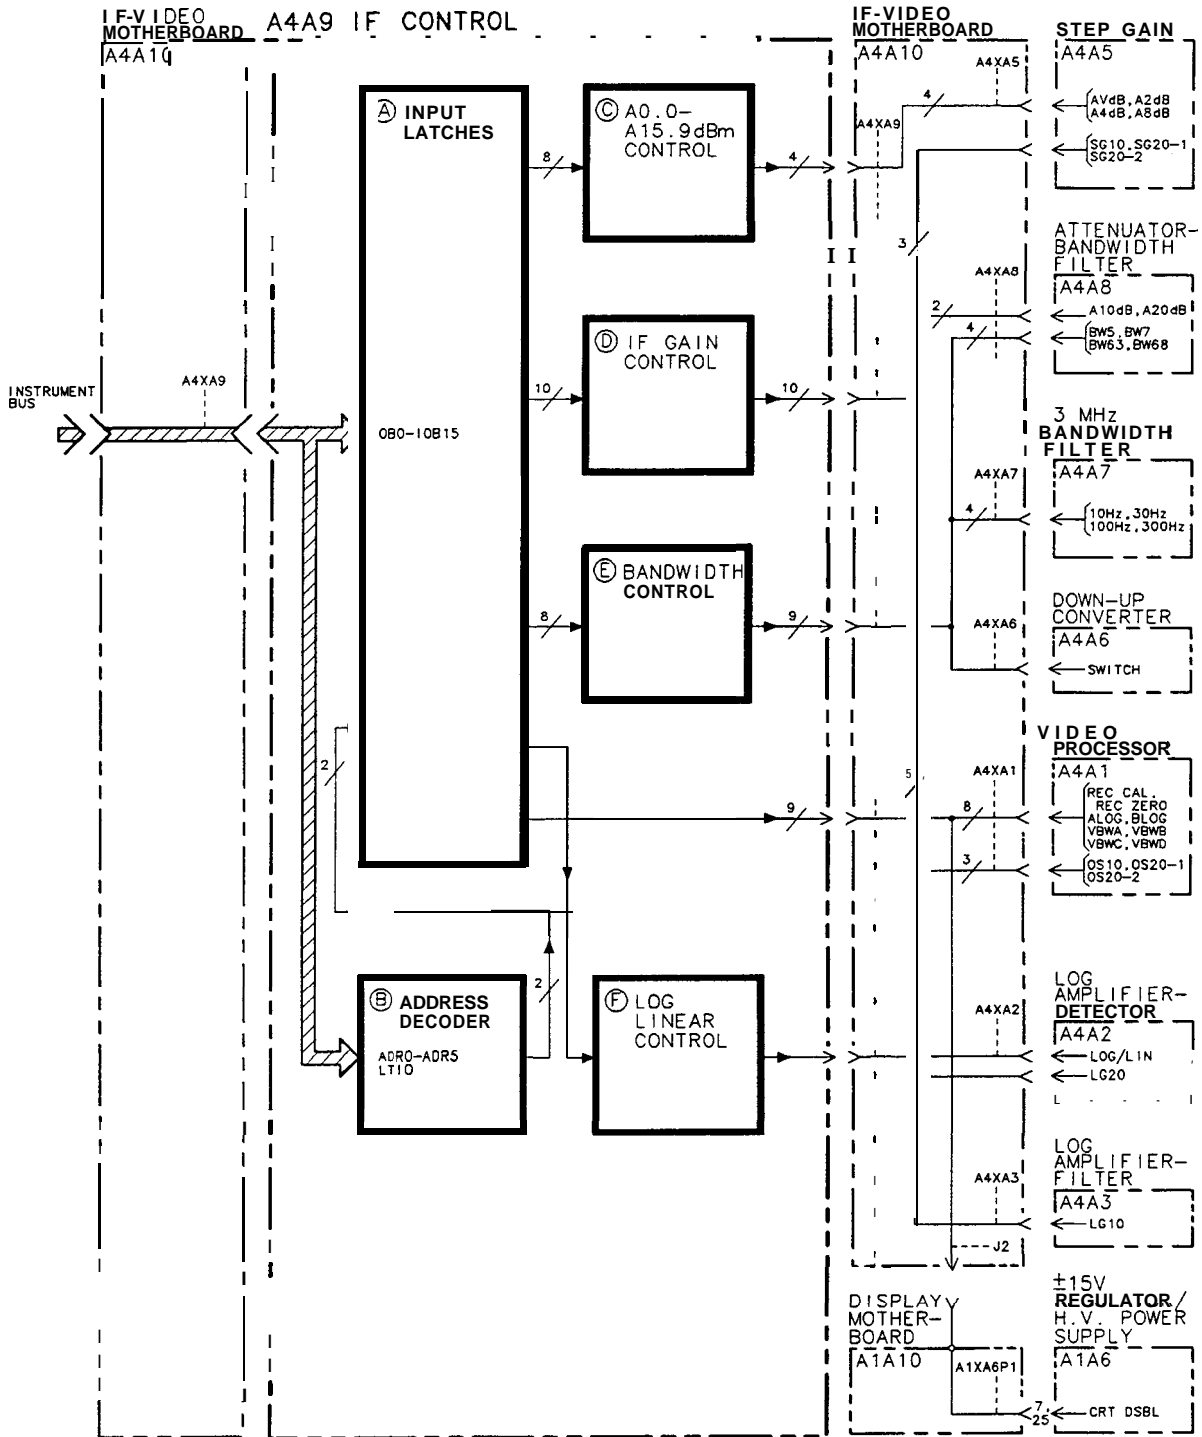 IF-VIDEO
MOTHERBOARD
A4A10
A4A9 IF CONTROL
IF-VIDEO
MOTHERBOARD
A4A10
STEP GAIN
A4A5
A4XA5
4
AVdB, A2dB
A4dB, A8dB
SG10, SG20-1
SG20-2
A4XA9
A INPUT
LATCHES
8
C A0.0-
A15.9dBm
CONTROL
4
3
ATTENUATOR-
BANDWIDTH
FILTER
A4A8
A4XA8
2
A10dB, A20dB
4
BW5, BW7
BW63, BW68
INSTRUMENT
BUS
A4XA9
OB0-IOB15
10
D IF GAIN
CONTROL
10
3 MHz
BANDWIDTH
FILTER
A4A7
A4XA7
4
10Hz, 30Hz
100Hz, 300Hz
8
E BANDWIDTH
CONTROL
9
DOWN-UP
CONVERTER
A4A6
A4XA6
SWITCH
2
9
5
VIDEO
PROCESSOR
A4A1
A4XA1
8
REC CAL,
REC ZERO
ALOG, BLOG
VBWA, VBWB
VBWC, VBWD
3
OS10, OS20-1
OS20-2
B ADDRESS
DECODER
ADR0-ADR5
LTIO
2
F LOG
LINEAR
CONTROL
LOG
AMPLIFIER-
DETECTOR
A4A2
A4XA2
LOG/LIN
LG20
LOG
AMPLIFIER-
FILTER
A4A3
A4XA3
LG10
J2
DISPLAY
MOTHER-
BOARD
A1A10
A1XA6P1
7,
25
±15V
REGULATOR/
H.V. POWER
SUPPLY
A1A6
CRT DSBL